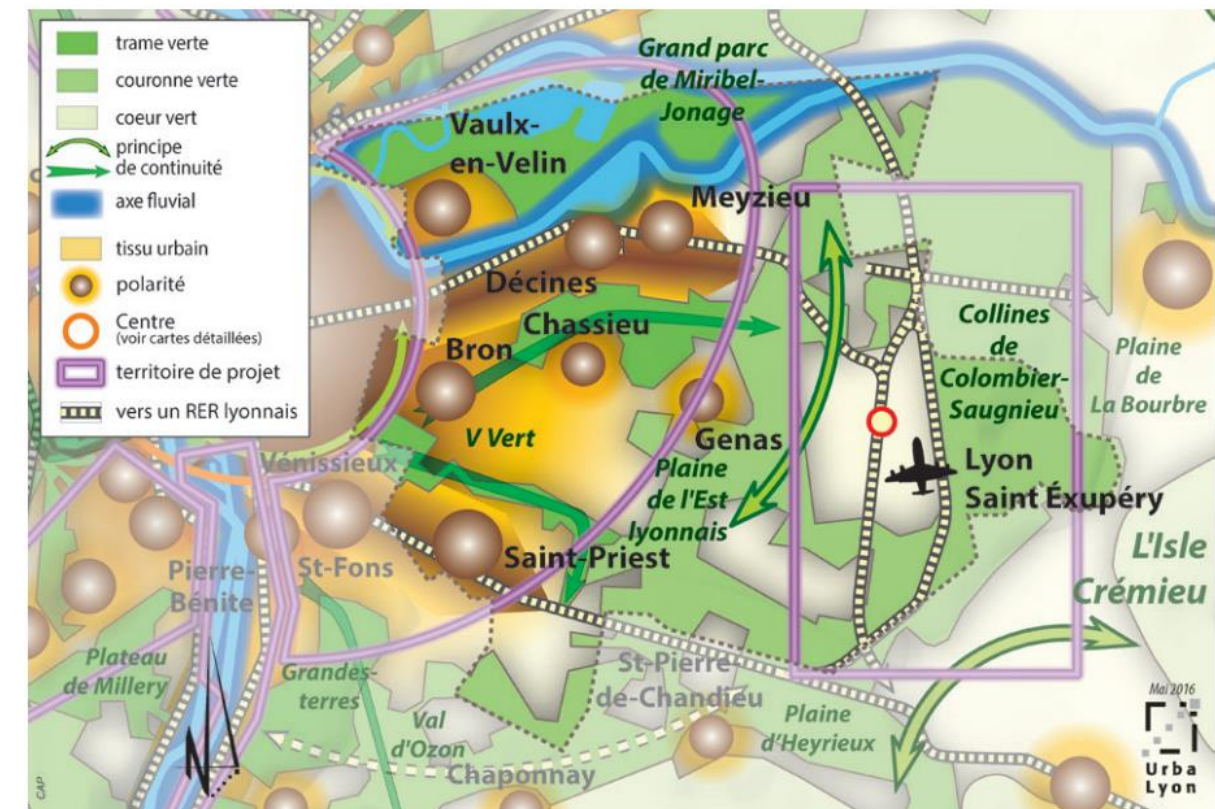 trame verte
couronne verte
coeur vert
principe
de continuité
axe fluvial
tissu urbain
polarité
Centre
(voir cartes détaillées)
territoire de projet
vers un RER lyonnais
Grand parc
de Miribel-
Jonage
Vaulx-
en-Velin
Meyzieu
Décines
Chassieu
Bron
V Vert
Genas
Plaine
de l'Est
lyonnais
Collines
de
Colombier-
Saugnieu
Plaine
de
La Bourbre
Lyon
Saint Éxupéry
L'Isle
Crémieu
Vénissieux
Saint-Priest
St-Fons
Pierre-
Bénite
Plateau
de Millery
Grandes-
terres
Val
d'Ozon
Chaponnay
St-Pierre-
de-Chandieu
Plaine
d'Heyrieux
N
CAP
Mai 2016
Urba
Lyon